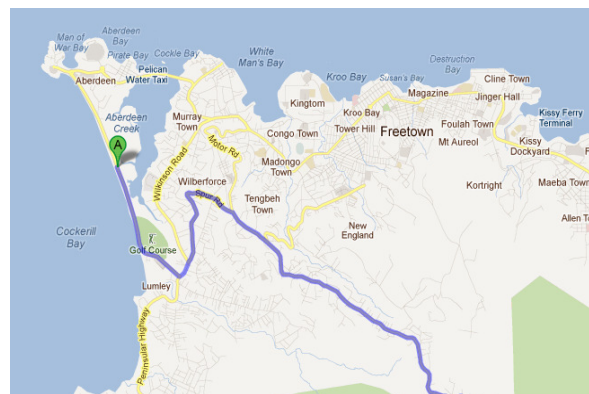 Man of
War Bay
Aberdeen
Bay
Pirate Bay
Cockle Bay
White
Man's Bay
Aberdeen
Pelican
Water Taxi
Aberdeen
Creek
Murray
Town
Kingtom
Kroo Bay
Susan's Bay
Destruction
Bay
Cline Town
Magazine
Jinger Hall
Kissy Ferry
Terminal
Kroo Bay
Tower Hill
Congo Town
Freetown
Foulah Town
Mt Aureol
Kissy
Dockyard
A
Wilkinson Road
Motor Rd
Madongo
Town
Wilberforce
Spur Rd
Tengbeh
Town
Kortright
Maeba Town
Allen T
New
England
Cockerill
Bay
Golf Course
Lumley
Peninsular Highway